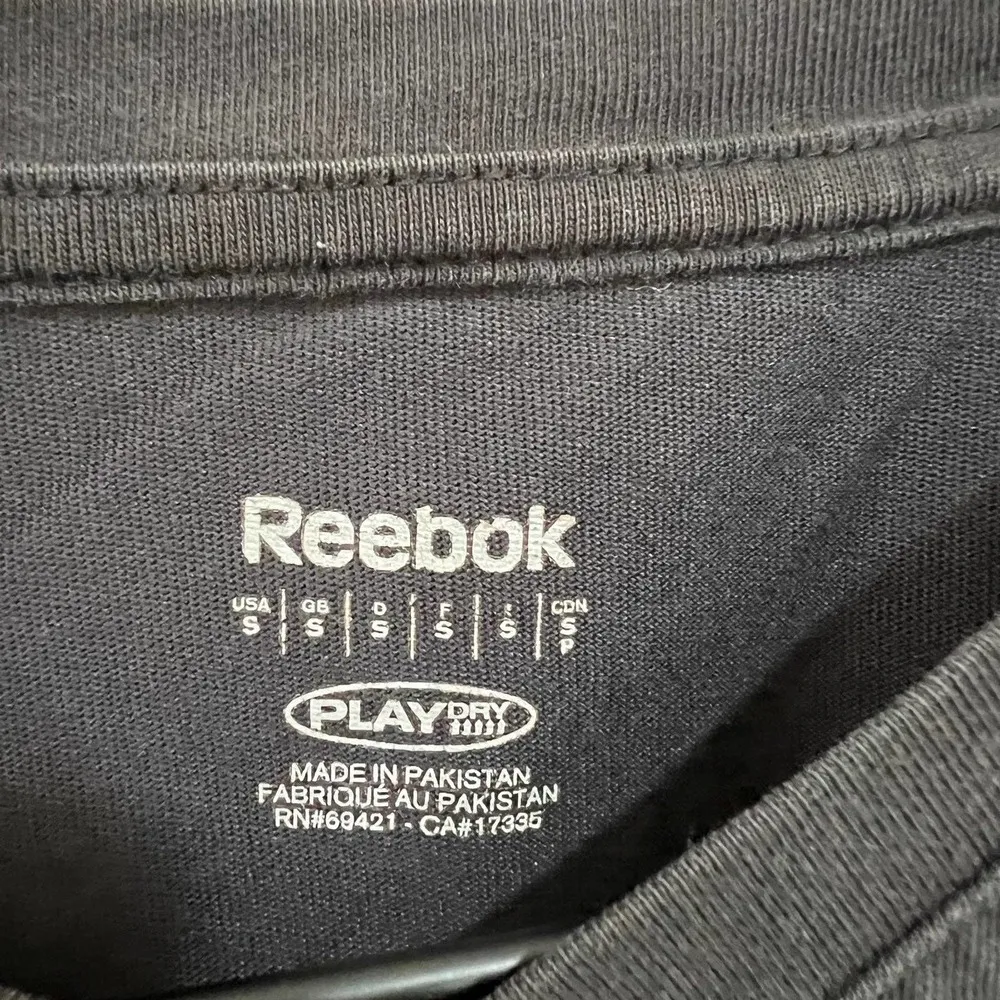 Reebok
USA GB D F I CDN
S S S S S S
P
PLAYDRY
MADE IN PAKISTAN
FABRIQUÉ AU PAKISTAN
RN#69421 - CA#17335